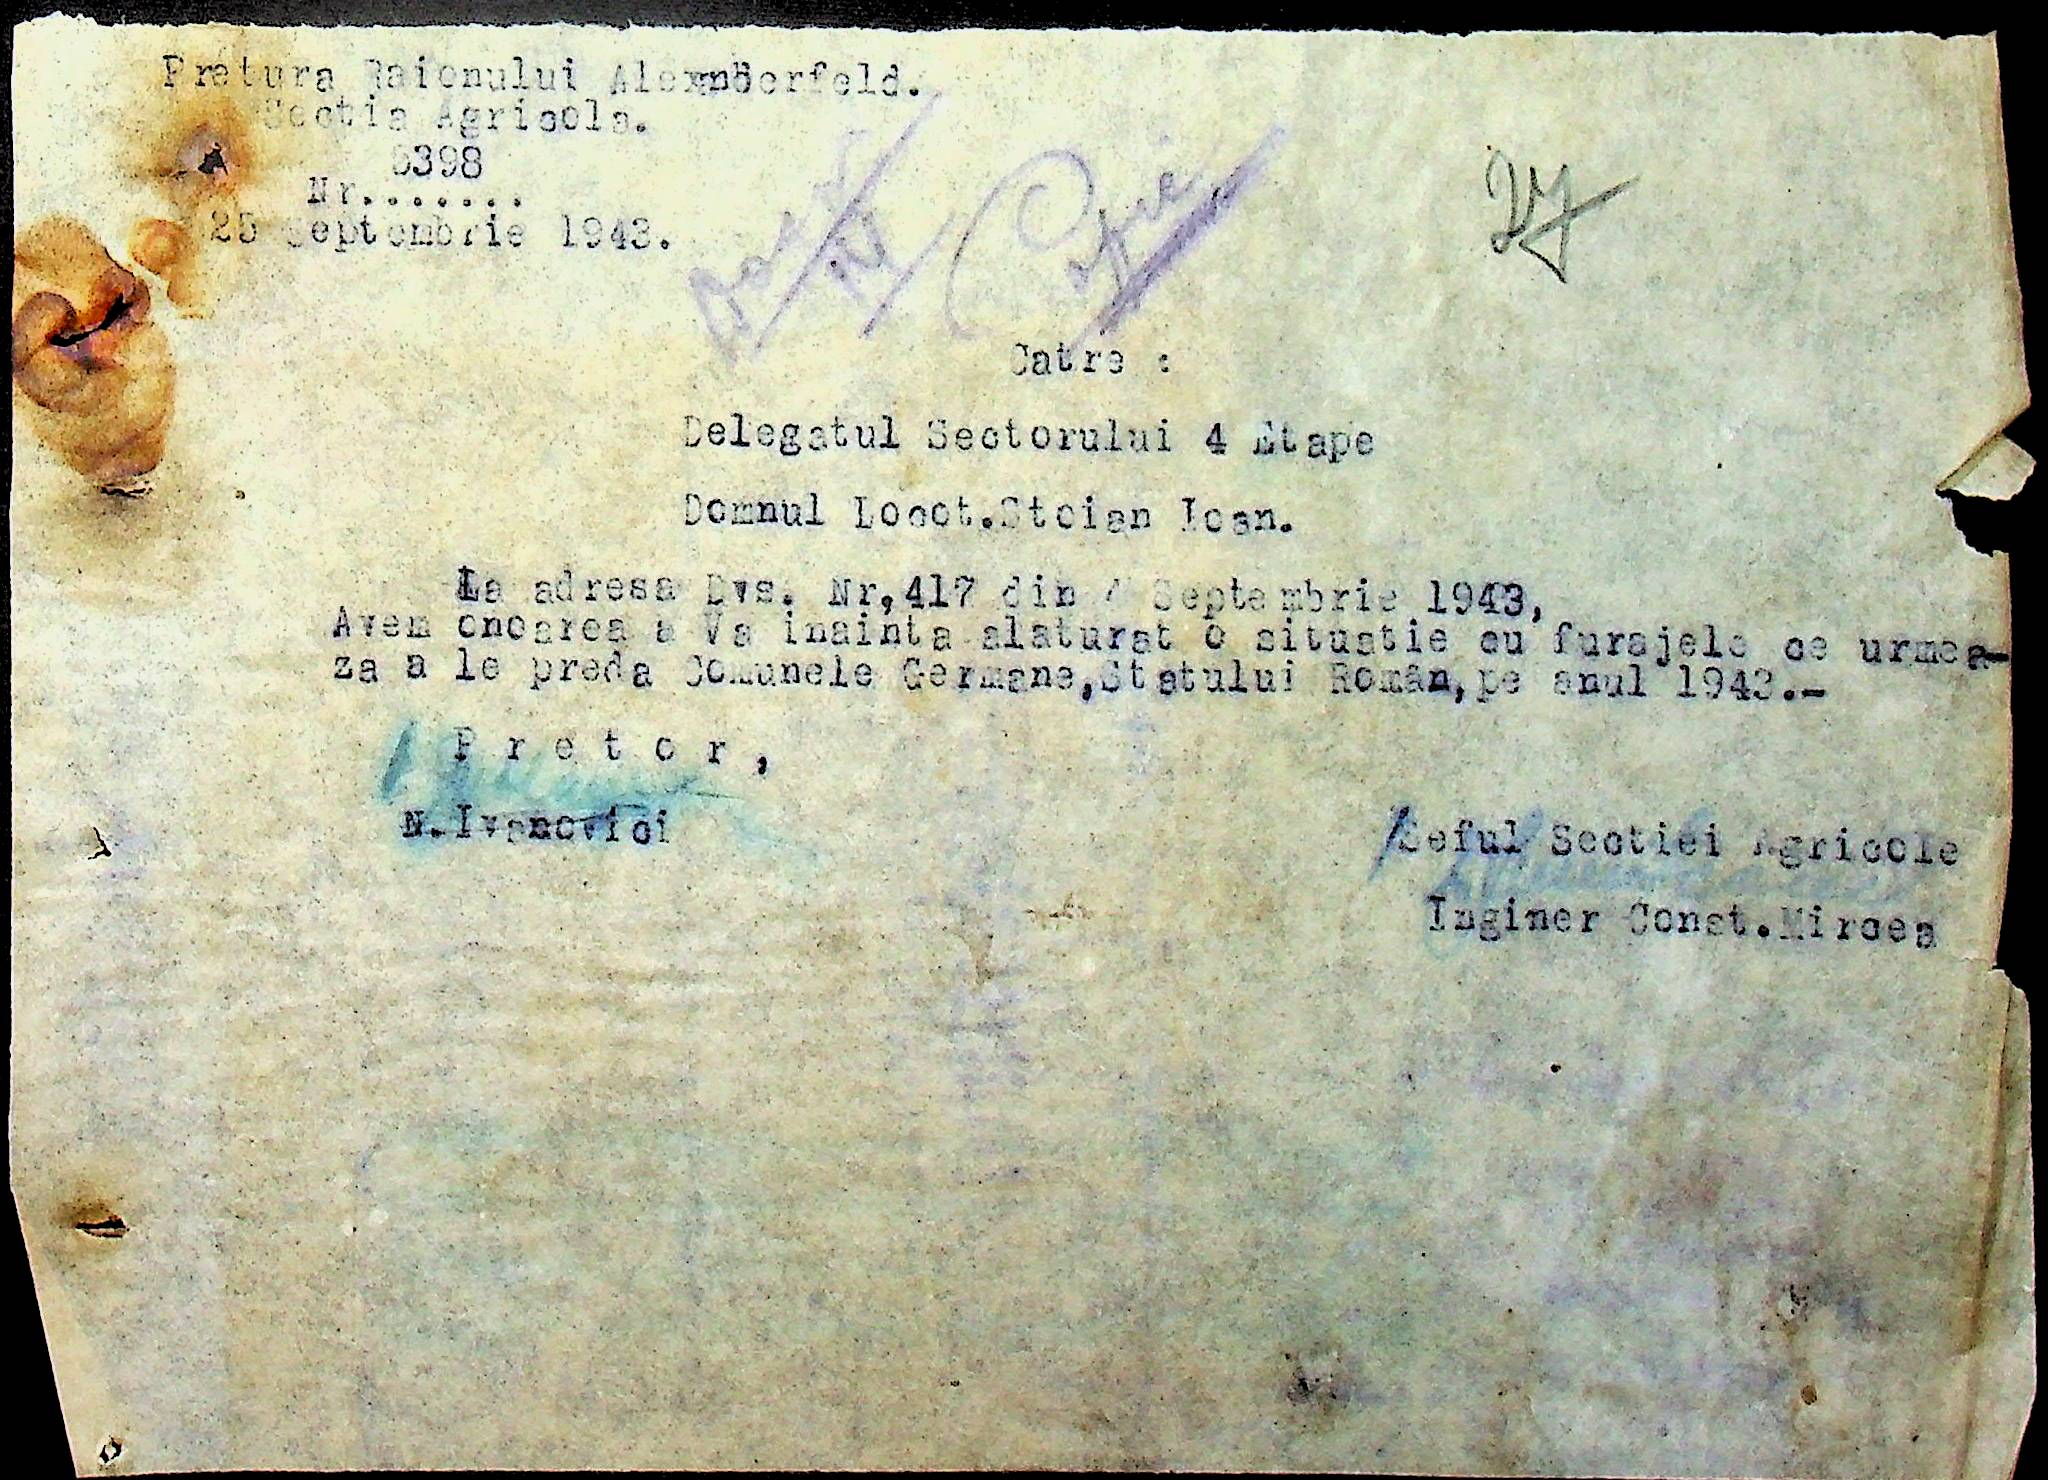 Pretura Raionului Alexanderfeld.
Sectia Agricola.
Nr. 6398
25 Septembrie 1943.
Copie
27
Catre :
Delegatul Sectorului 4 Etape
Domnul Locot.Stoian Ioan.
La adresa Dvs. Nr,417 din Septembrie 1943,
Avem onoarea a Va inainta alaturat o situatie cu furajele ce urmea-
za a le preda Comunele Germane,Statului Român,pe anul 1943.-
P r e t o r ,
N.Ivanovici
/Seful Sectiei Agricole
Inginer Const.Mircea